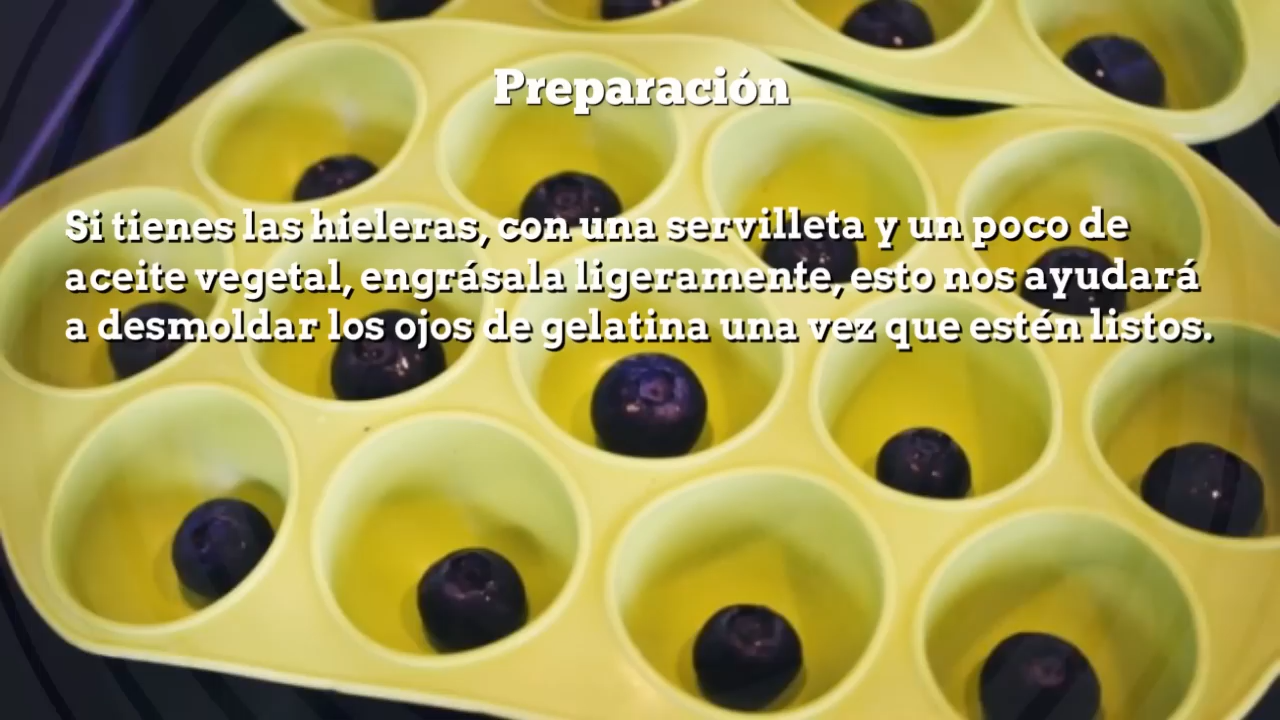 Preparación
Si tienes las hieleras, con una servilleta y un poco de
aceite vegetal, engrásala ligeramente, esto nos ayudará
a desmoldar los ojos de gelatina una vez que estén listos.